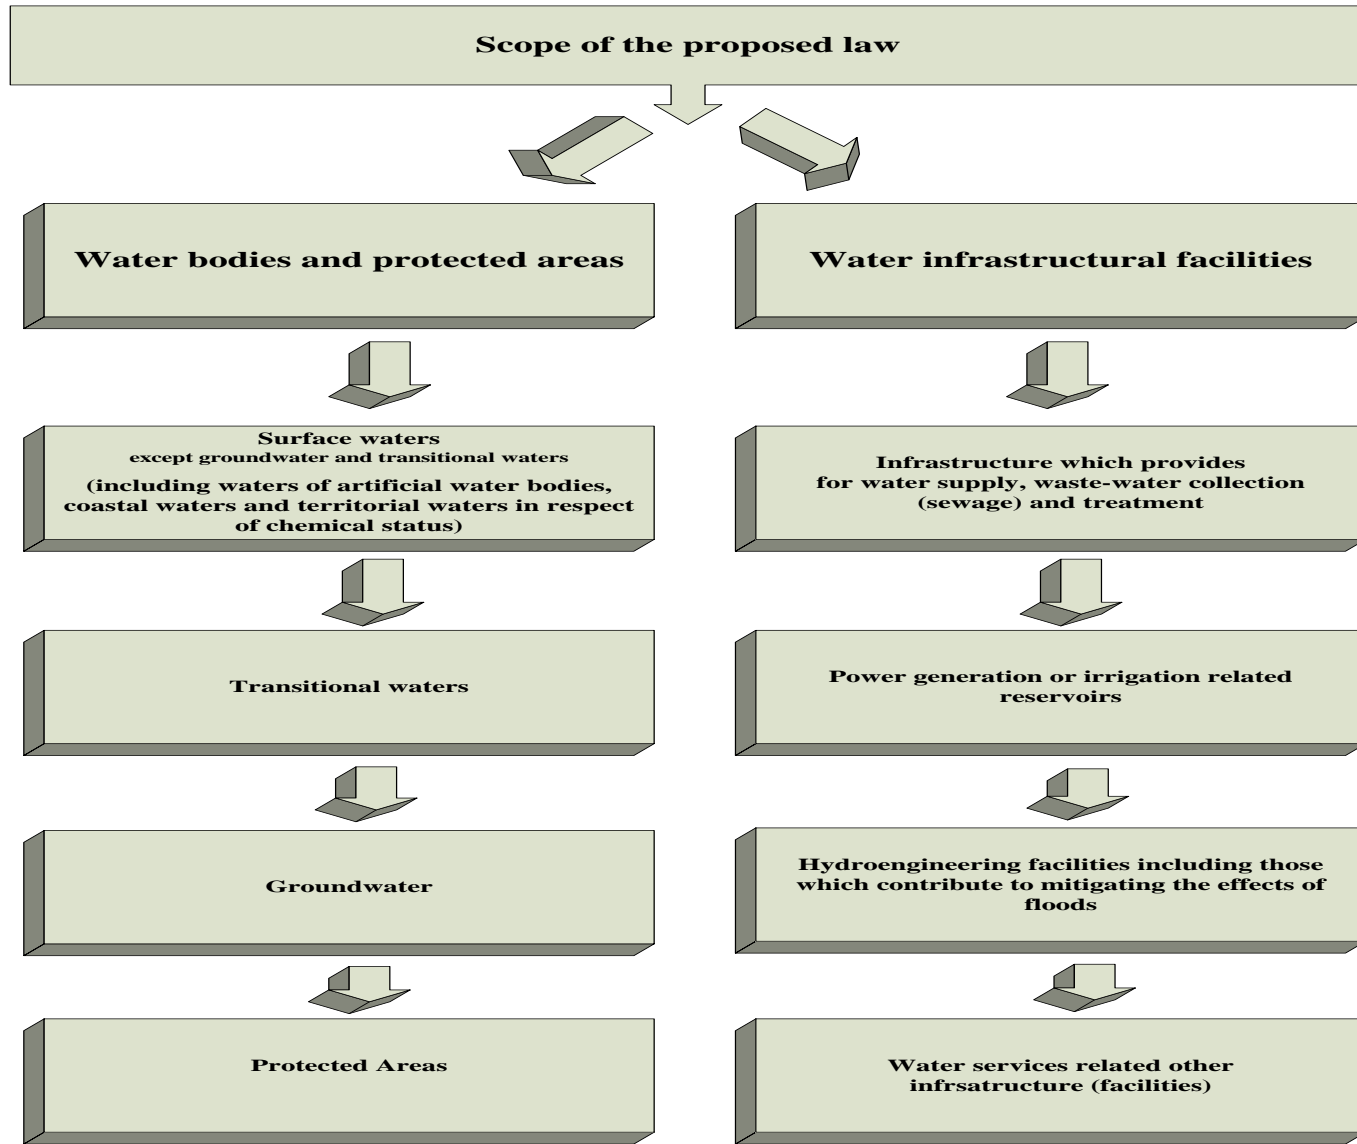 Scope of the proposed law
Water bodies and protected areas
Water infrastructural facilities
Surface waters
except groundwater and transitional waters
(including waters of artificial water bodies,
coastal waters and territorial waters in respect
of chemical status)
Infrastructure which provides
for water supply, waste-water collection
(sewage) and treatment
Transitional waters
Power generation or irrigation related
reservoirs
Groundwater
Hydroengineering facilities including those
which contribute to mitigating the effects of
floods
Protected Areas
Water services related other
infrsatructure (facilities)